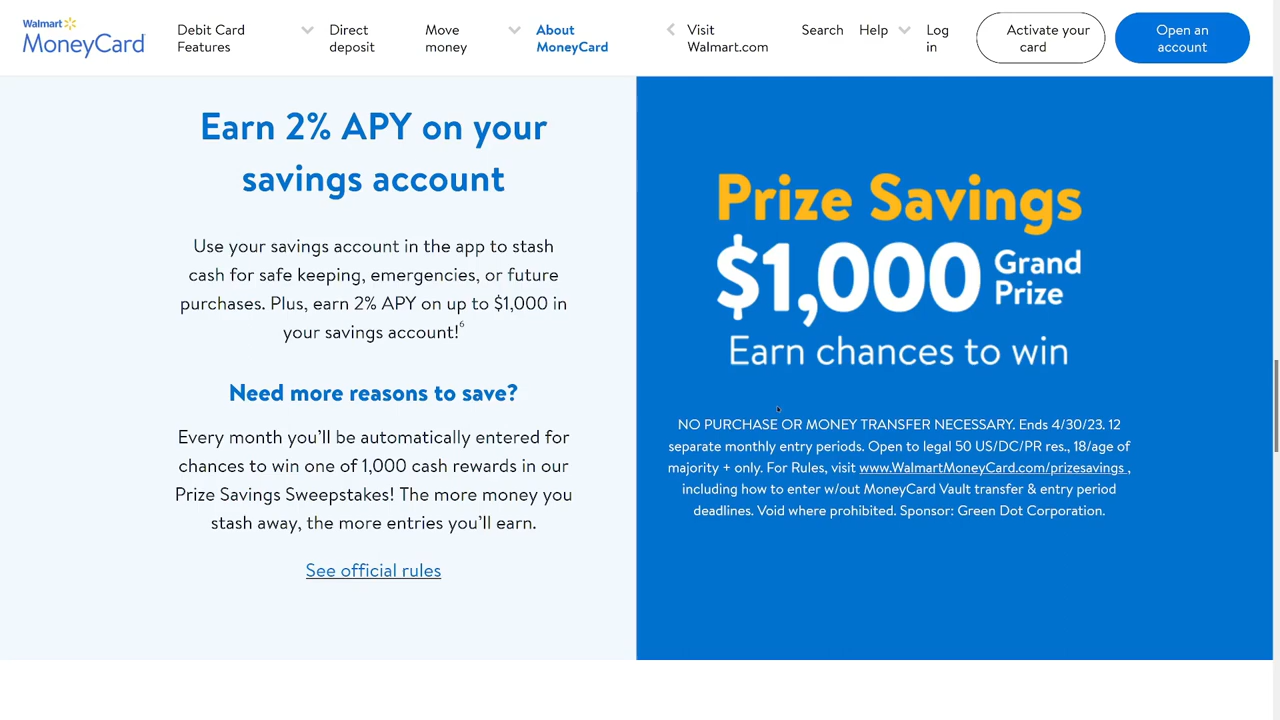 Walmart
MoneyCard
Debit Card
Features
Direct
deposit
Move
money
About
MoneyCard
Visit
Walmart.com
Search
Help
Log
in
Activate your
card
Open an
account
Earn 2% APY on your
savings account
Use your savings account in the app to stash
cash for safe keeping, emergencies, or future
purchases. Plus, earn 2% APY on up to $1,000 in
your savings account!6
Need more reasons to save?
Every month you’ll be automatically entered for
chances to win one of 1,000 cash rewards in our
Prize Savings Sweepstakes! The more money you
stash away, the more entries you’ll earn.
See official rules
Prize Savings
$1,000 Grand
Prize
Earn chances to win
NO PURCHASE OR MONEY TRANSFER NECESSARY. Ends 4/30/23. 12
separate monthly entry periods. Open to legal 50 US/DC/PR res., 18/age of
majority + only. For Rules, visit www.WalmartMoneyCard.com/prizesavings ,
including how to enter w/out MoneyCard Vault transfer & entry period
deadlines. Void where prohibited. Sponsor: Green Dot Corporation.